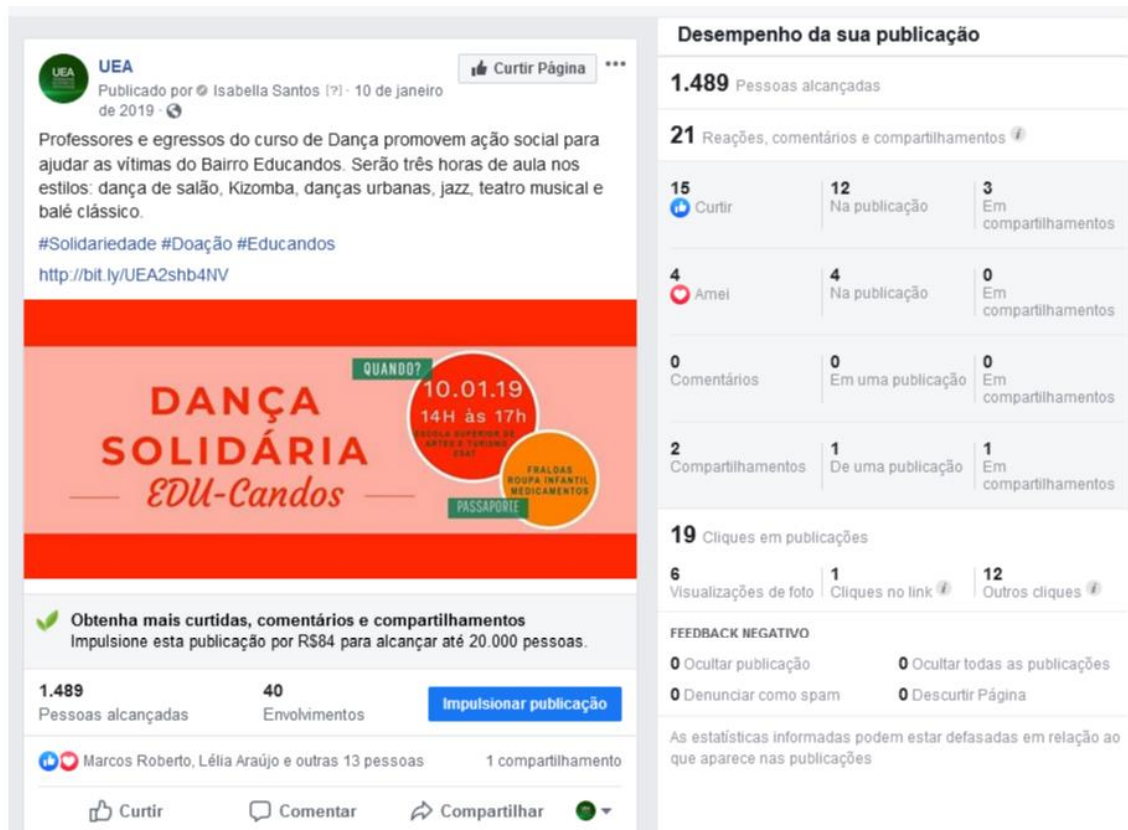 UEA
UEA
Curtir Página
Publicado por Isabella Santos [?] · 10 de janeiro
de 2019 ·
Professores e egressos do curso de Dança promovem ação social para
ajudar as vítimas do Bairro Educandos. Serão três horas de aula nos
estilos: dança de salão, Kizomba, danças urbanas, jazz, teatro musical e
balé clássico.
#Solidariedade #Doação #Educandos
http://bit.ly/UEA2shb4NV
DANÇA
SOLIDÁRIA
EDU-Candos
QUANDO?
10.01.19
14H às 17h
ESCOLA SUPERIOR DE
ARTES E TURISMO
ESAT
FRALDAS
ROUPA INFANTIL
MEDICAMENTOS
PASSAPORTE
Obtenha mais curtidas, comentários e compartilhamentos
Impulsione esta publicação por R$84 para alcançar até 20.000 pessoas.
1.489 40
Pessoas alcançadas Envolvimentos
Impulsionar publicação
Marcos Roberto, Lélia Araújo e outras 13 pessoas 1 compartilhamento
Curtir Comentar Compartilhar
Desempenho da sua publicação
1.489 Pessoas alcançadas
21 Reações, comentários e compartilhamentos
15 12 3
Curtir Na publicação Em
compartilhamentos
4 4 0
Amei Na publicação Em
compartilhamentos
0 0 0
Comentários Em uma publicação Em
compartilhamentos
2 1 1
Compartilhamentos De uma publicação Em
compartilhamentos
19 Cliques em publicações
6 1 12
Visualizações de foto Cliques no link Outros cliques
FEEDBACK NEGATIVO
0 Ocultar publicação 0 Ocultar todas as publicações
0 Denunciar como spam 0 Descurtir Página
As estatísticas informadas podem estar defasadas em relação ao
que aparece nas publicações